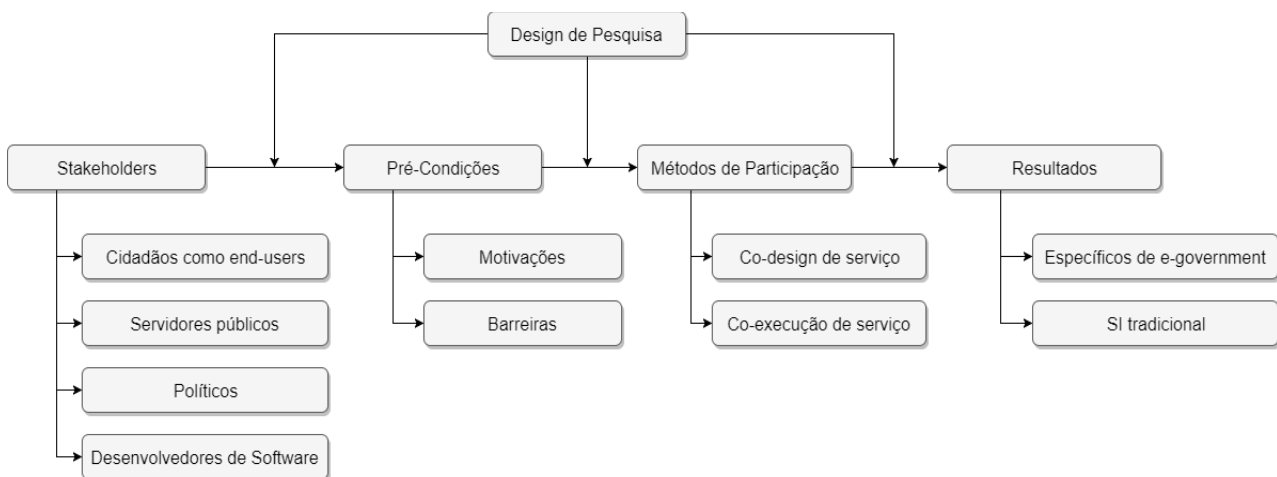 Design de Pesquisa
Stakeholders
Pré-Condições
Métodos de Participação
Resultados
Cidadãos como end-users
Servidores públicos
Políticos
Desenvolvedores de Software
Motivações
Barreiras
Co-design de serviço
Co-execução de serviço
Específicos de e-government
SI tradicional